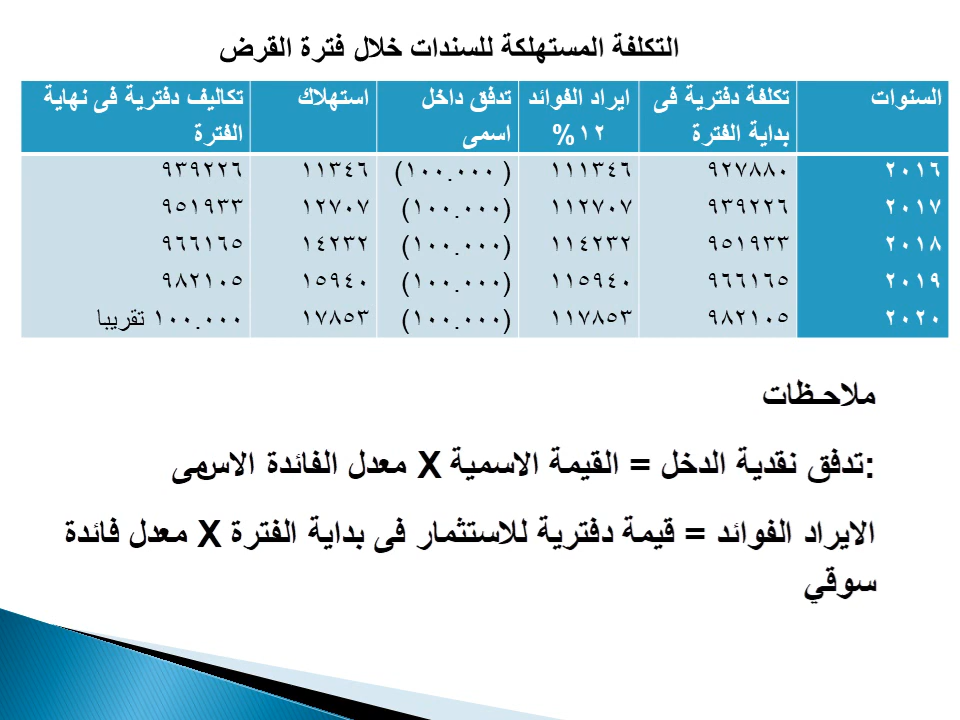 التكلفة المستهلكة للسندات خلال فترة القرض
السنوات تكلفة دفترية فى بداية الفترة ايراد الفوائد ١٢% تدفق داخل اسمى استهلاك تكاليف دفترية فى نهاية الفترة
٢٠١٦ ٩٢٧٨٨٠ ١١١٣٤٦ ( ١٠٠.٠٠٠) ١١٣٤٦ ٩٣٩٢٢٦
٢٠١٧ ٩٣٩٢٢٦ ١١٢٧٠٧ (١٠٠.٠٠٠) ١٢٧٠٧ ٩٥١٩٣٣
٢٠١٨ ٩٥١٩٣٣ ١١٤٢٣٢ (١٠٠.٠٠٠) ١٤٢٣٢ ٩٦٦١٦٥
٢٠١٩ ٩٦٦١٦٥ ١١٥٩٤٠ (١٠٠.٠٠٠) ١٥٩٤٠ ٩٨٢١٠٥
٢٠٢٠ ٩٨٢١٠٥ ١١٧٨٥٣ (١٠٠.٠٠٠) ١٧٨٥٣ ١٠٠.٠٠٠ تقريبا
ملاحـظات
:تدفق نقدية الدخل = القيمة الاسمية X معدل الفائدة الاسمى
الايراد الفوائد = قيمة دفترية للاستثمار فى بداية الفترة X معدل فائدة
سوقي